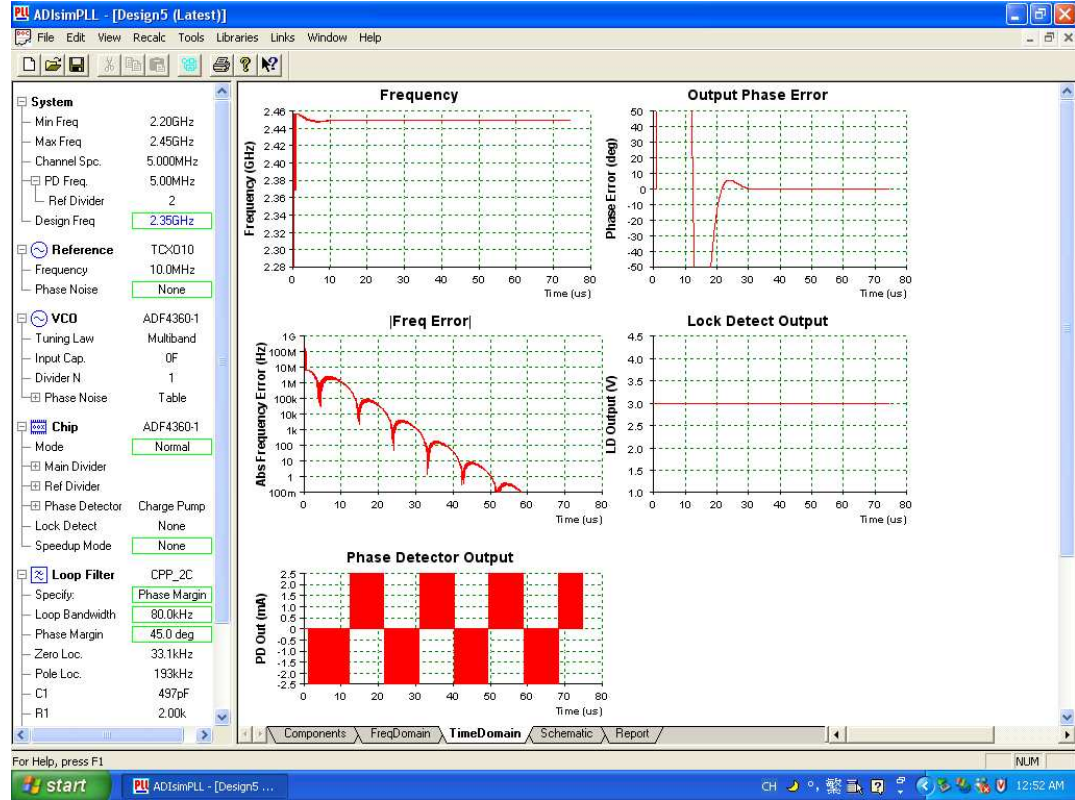 ADIsimPLL - [Design5 (Latest)]
File Edit View Recalc Tools Libraries Links Window Help
System
Min Freq 2.20GHz
Max Freq 2.45GHz
Channel Spc. 5.000MHz
PD Freq. 5.00MHz
Ref Divider 2
Design Freq 2.35GHz
Reference TCXO10
Frequency 10.0MHz
Phase Noise None
VCO ADF4360-1
Tuning Law Multiband
Input Cap. 0F
Divider N 1
Phase Noise Table
Chip ADF4360-1
Mode Normal
Main Divider
Ref Divider
Phase Detector Charge Pump
Lock Detect None
Speedup Mode None
Loop Filter CPP_2C
Specify: Phase Margin
Loop Bandwidth 80.0kHz
Phase Margin 45.0 deg
Zero Loc. 33.1kHz
Pole Loc. 193kHz
C1 497pF
R1 2.00k
Frequency
Frequency (GHz)
2.46
2.44
2.42
2.40
2.38
2.36
2.34
2.32
2.30
2.28
0 10 20 30 40 50 60 70 80
Time (us)
Output Phase Error
Phase Error (deg)
50
40
30
20
10
0
-10
-20
-30
-40
-50
0 10 20 30 40 50 60 70 80
Time (us)
|Freq Error|
Abs Frequency Error (Hz)
1G
100M
10M
1M
100k
10k
1k
100
10
1
100m
0 10 20 30 40 50 60 70 80
Time (us)
Lock Detect Output
LD Output (V)
4.5
4.0
3.5
3.0
2.5
2.0
1.5
1.0
0 10 20 30 40 50 60 70 80
Time (us)
Phase Detector Output
PD Out (mA)
2.5
2.0
1.5
1.0
0.5
0
-0.5
-1.0
-1.5
-2.0
-2.5
0 10 20 30 40 50 60 70 80
Time (us)
Components FreqDomain TimeDomain Schematic Report
For Help, press F1 NUM
start ADIsimPLL - [Des... CH 12:52 AM